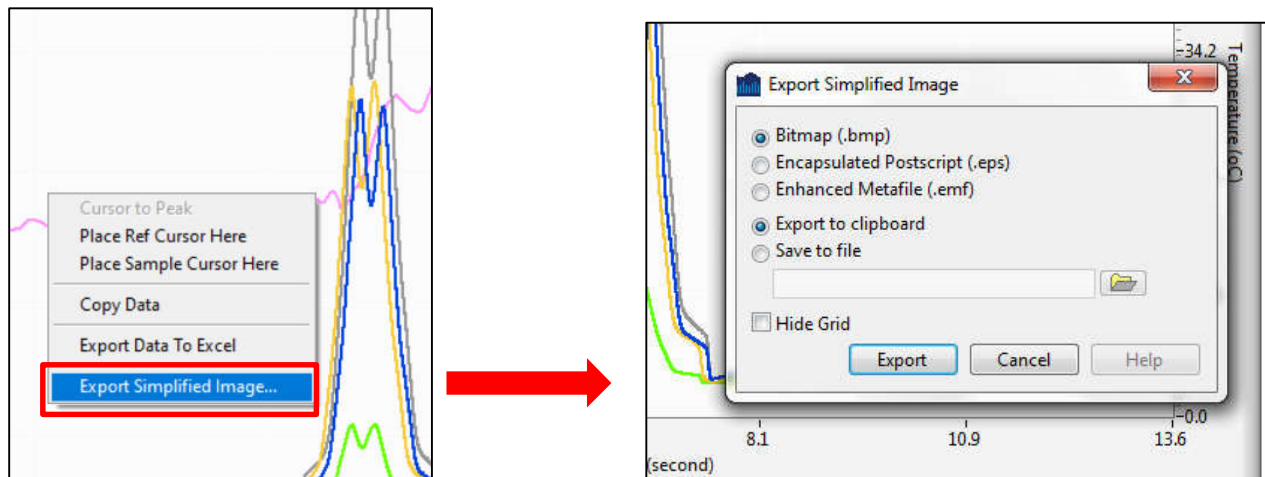 Cursor to Peak
Place Ref Cursor Here
Place Sample Cursor Here
Copy Data
Export Data To Excel
Export Simplified Image...
34.2
Temperature (oC)
Export Simplified Image
Bitmap (.bmp)
Encapsulated Postscript (.eps)
Enhanced Metafile (.emf)
Export to clipboard
Save to file
Hide Grid
Export Cancel Help
0.0
8.1 10.9 13.6
(second)